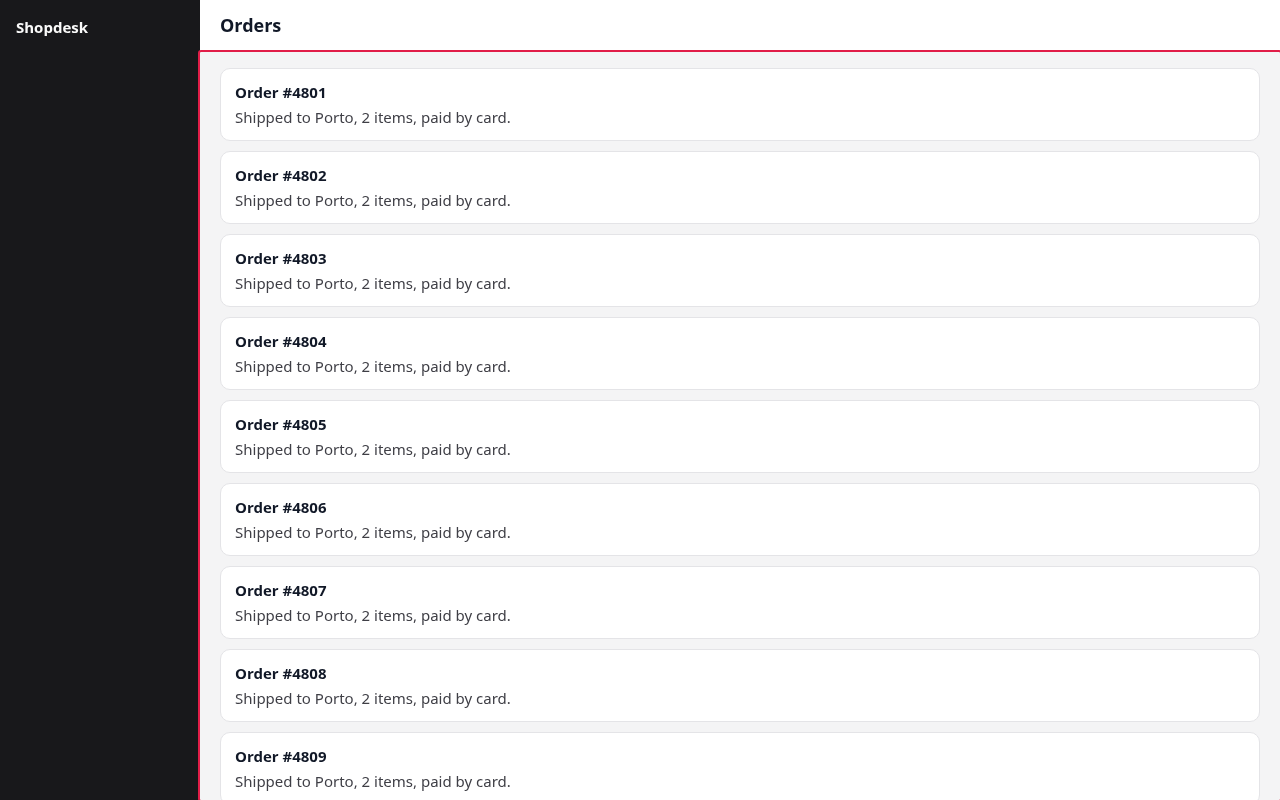 Shopdesk
Orders
Order #4801
Shipped to Porto, 2 items, paid by card.
Order #4802
Shipped to Porto, 2 items, paid by card.
Order #4803
Shipped to Porto, 2 items, paid by card.
Order #4804
Shipped to Porto, 2 items, paid by card.
Order #4805
Shipped to Porto, 2 items, paid by card.
Order #4806
Shipped to Porto, 2 items, paid by card.
Order #4807
Shipped to Porto, 2 items, paid by card.
Order #4808
Shipped to Porto, 2 items, paid by card.
Order #4809
Shipped to Porto, 2 items, paid by card.